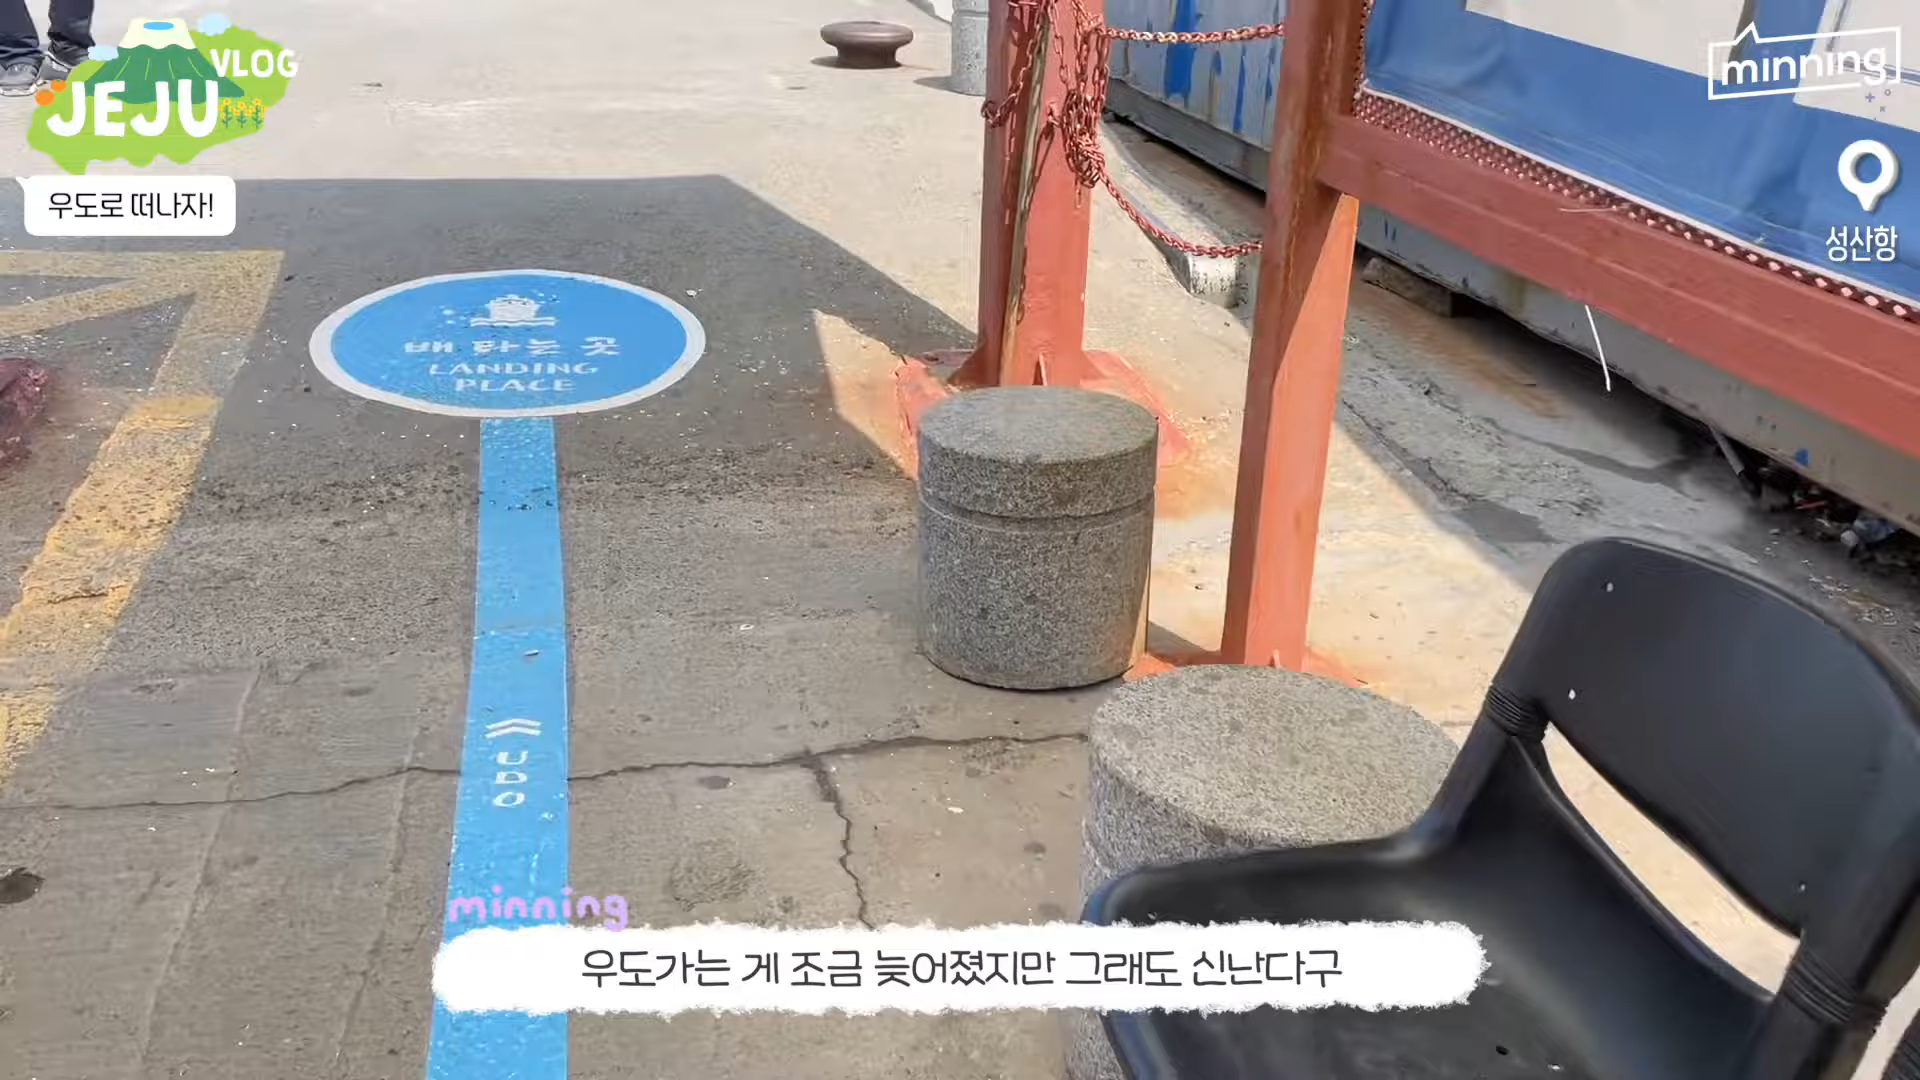 JEJU VLOG
우도로 떠나자!
minning
성산항
배 타는 곳
LANDING
PLACE
UDO
minning
우도가는 게 조금 늦어졌지만 그래도 신난다구